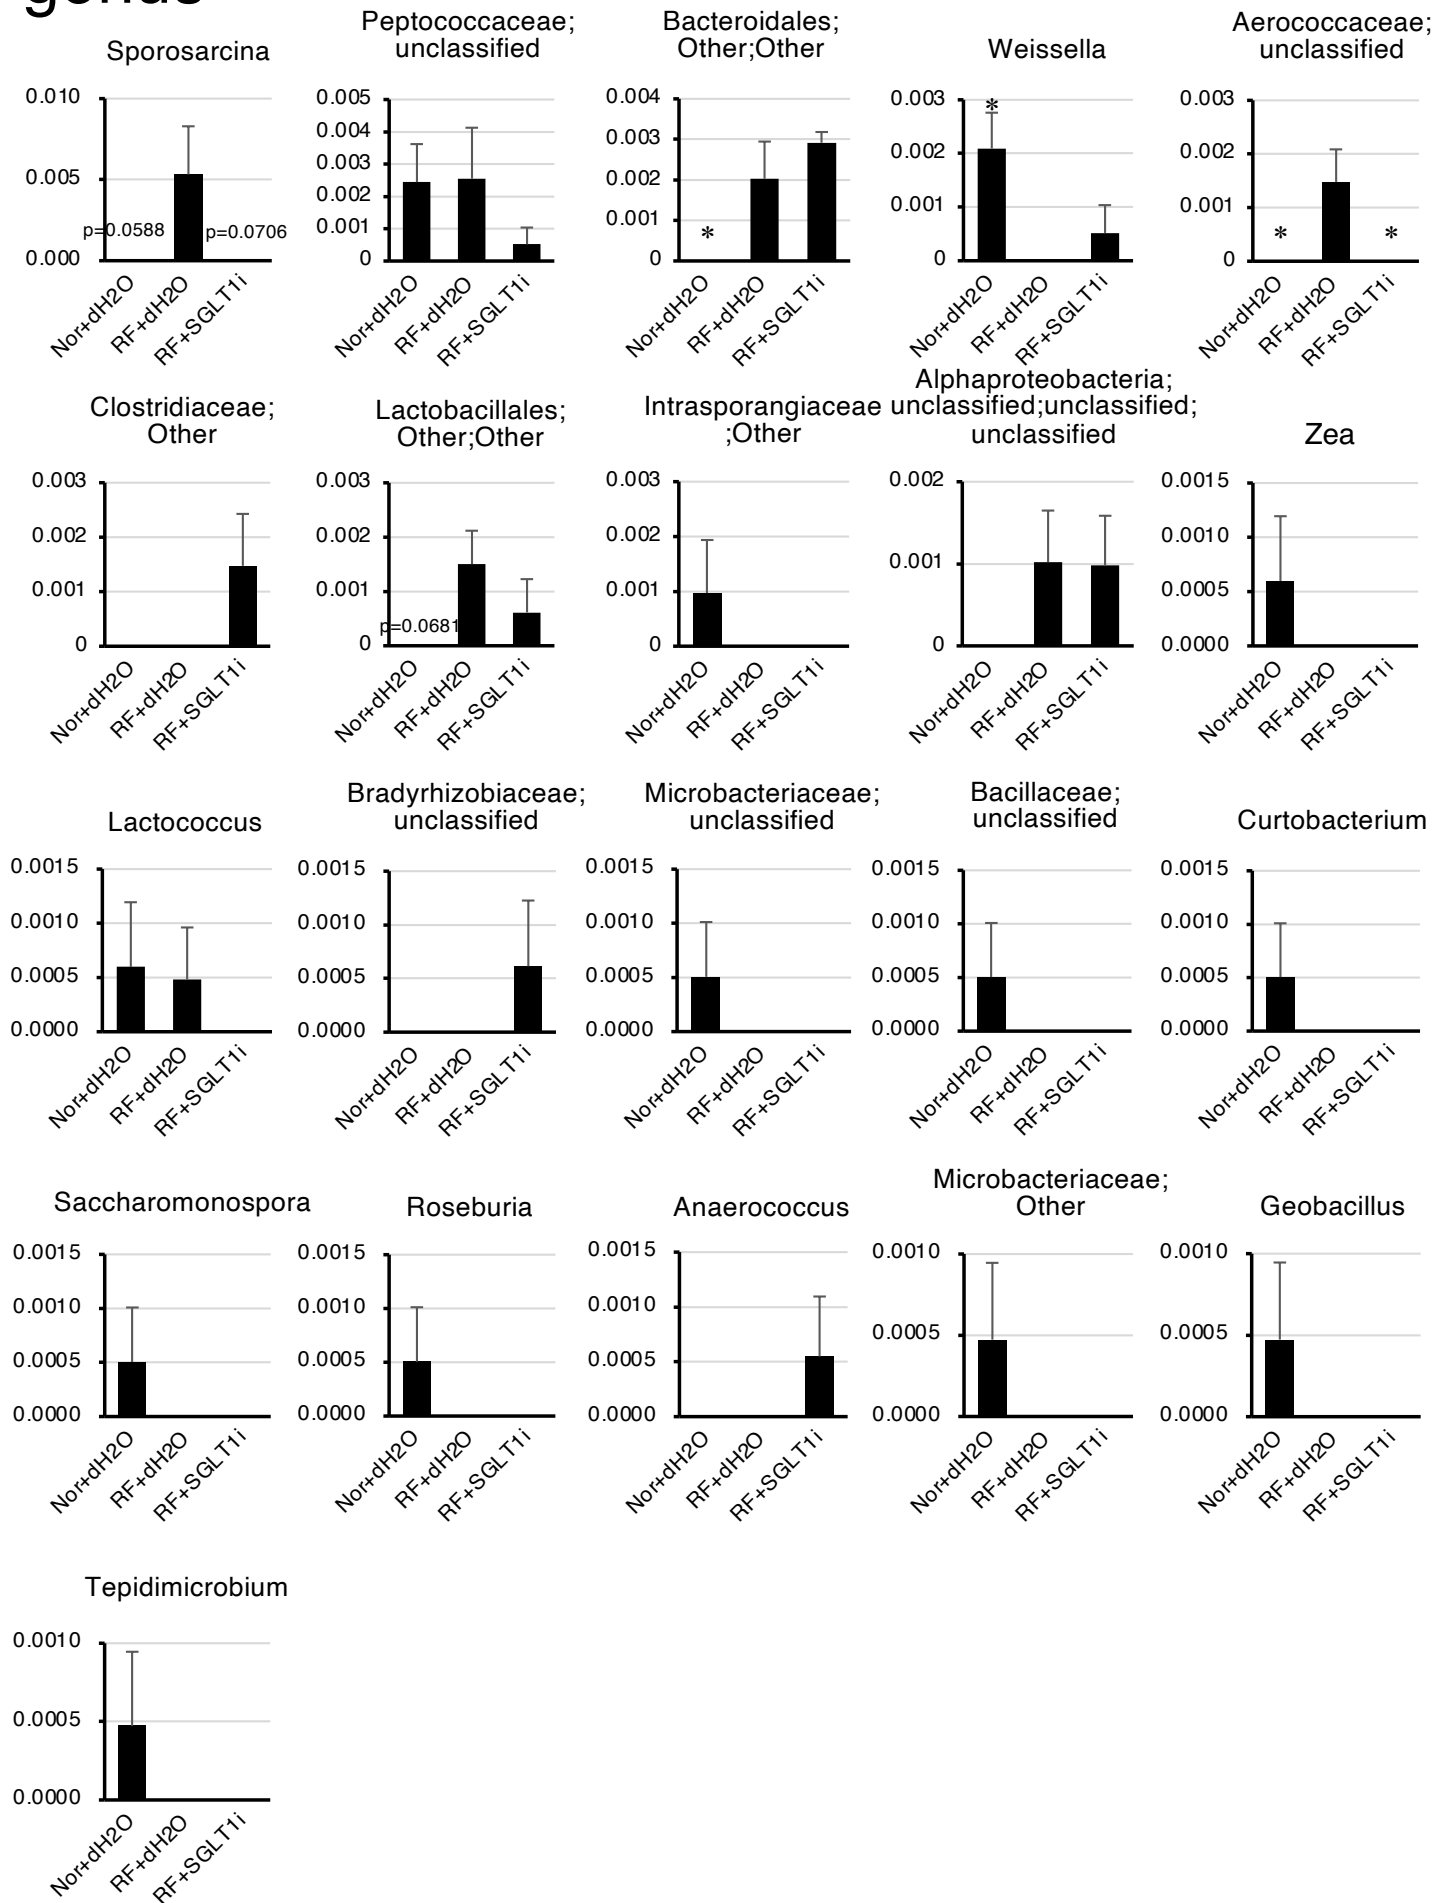 genus
Sporosarcina
0.010
0.005
0.000
p=0.0588
p=0.0706
Nor+dH2O
RF+dH2O
RF+SGLT1i
Peptococcaceae;
unclassified
0.005
0.004
0.003
0.002
0.001
0
Nor+dH2O
RF+dH2O
RF+SGLT1i
Bacteroidales;
Other;Other
0.004
0.003
0.002
0.001
0
*
Nor+dH2O
RF+dH2O
RF+SGLT1i
Weissella
0.003
0.002
0.001
0
*
Nor+dH2O
RF+dH2O
RF+SGLT1i
Aerococcaceae;
unclassified
0.003
0.002
0.001
0
*
*
Nor+dH2O
RF+dH2O
RF+SGLT1i
Clostridiaceae;
Other
0.003
0.002
0.001
0
Nor+dH2O
RF+dH2O
RF+SGLT1i
Lactobacillales;
Other;Other
0.003
0.002
0.001
0
p=0.0681
Nor+dH2O
RF+dH2O
RF+SGLT1i
Intrasporangiaceae
;Other
0.003
0.002
0.001
0
Nor+dH2O
RF+dH2O
RF+SGLT1i
Alphaproteobacteria;
unclassified;unclassified;
unclassified
0.002
0.001
0
Nor+dH2O
RF+dH2O
RF+SGLT1i
Zea
0.0015
0.0010
0.0005
0.0000
Nor+dH2O
RF+dH2O
RF+SGLT1i
Lactococcus
0.0015
0.0010
0.0005
0.0000
Nor+dH2O
RF+dH2O
RF+SGLT1i
Bradyrhizobiaceae;
unclassified
0.0015
0.0010
0.0005
0.0000
Nor+dH2O
RF+dH2O
RF+SGLT1i
Microbacteriaceae;
unclassified
0.0015
0.0010
0.0005
0.0000
Nor+dH2O
RF+dH2O
RF+SGLT1i
Bacillaceae;
unclassified
0.0015
0.0010
0.0005
0.0000
Nor+dH2O
RF+dH2O
RF+SGLT1i
Curtobacterium
0.0015
0.0010
0.0005
0.0000
Nor+dH2O
RF+dH2O
RF+SGLT1i
Saccharomonospora
0.0015
0.0010
0.0005
0.0000
Nor+dH2O
RF+dH2O
RF+SGLT1i
Roseburia
0.0015
0.0010
0.0005
0.0000
Nor+dH2O
RF+dH2O
RF+SGLT1i
Anaerococcus
0.0015
0.0010
0.0005
0.0000
Nor+dH2O
RF+dH2O
RF+SGLT1i
Microbacteriaceae;
Other
0.0010
0.0005
0.0000
Nor+dH2O
RF+dH2O
RF+SGLT1i
Geobacillus
0.0010
0.0005
0.0000
Nor+dH2O
RF+dH2O
RF+SGLT1i
Tepidimicrobium
0.0010
0.0005
0.0000
Nor+dH2O
RF+dH2O
RF+SGLT1i